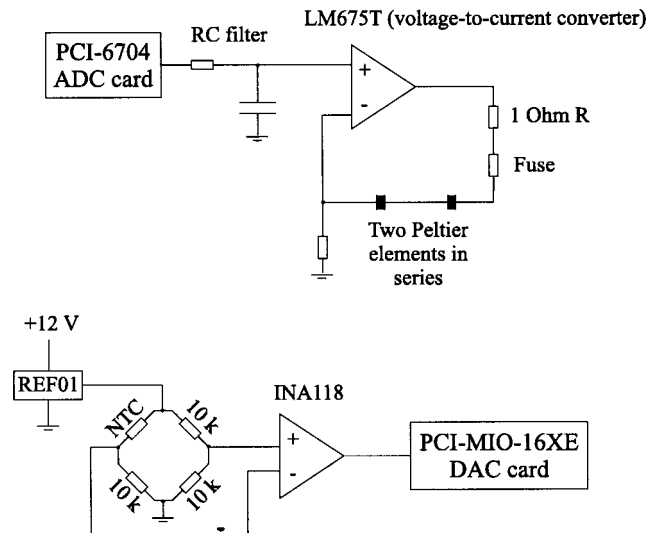 LM675T (voltage-to-current converter)
RC filter
PCI-6704
ADC card
+
-
1 Ohm R
Fuse
Two Peltier
elements in
series
+12 V
REF01
INA118
NTC
10 k
+
-
10 k
10 k
PCI-MIO-16XE
DAC card